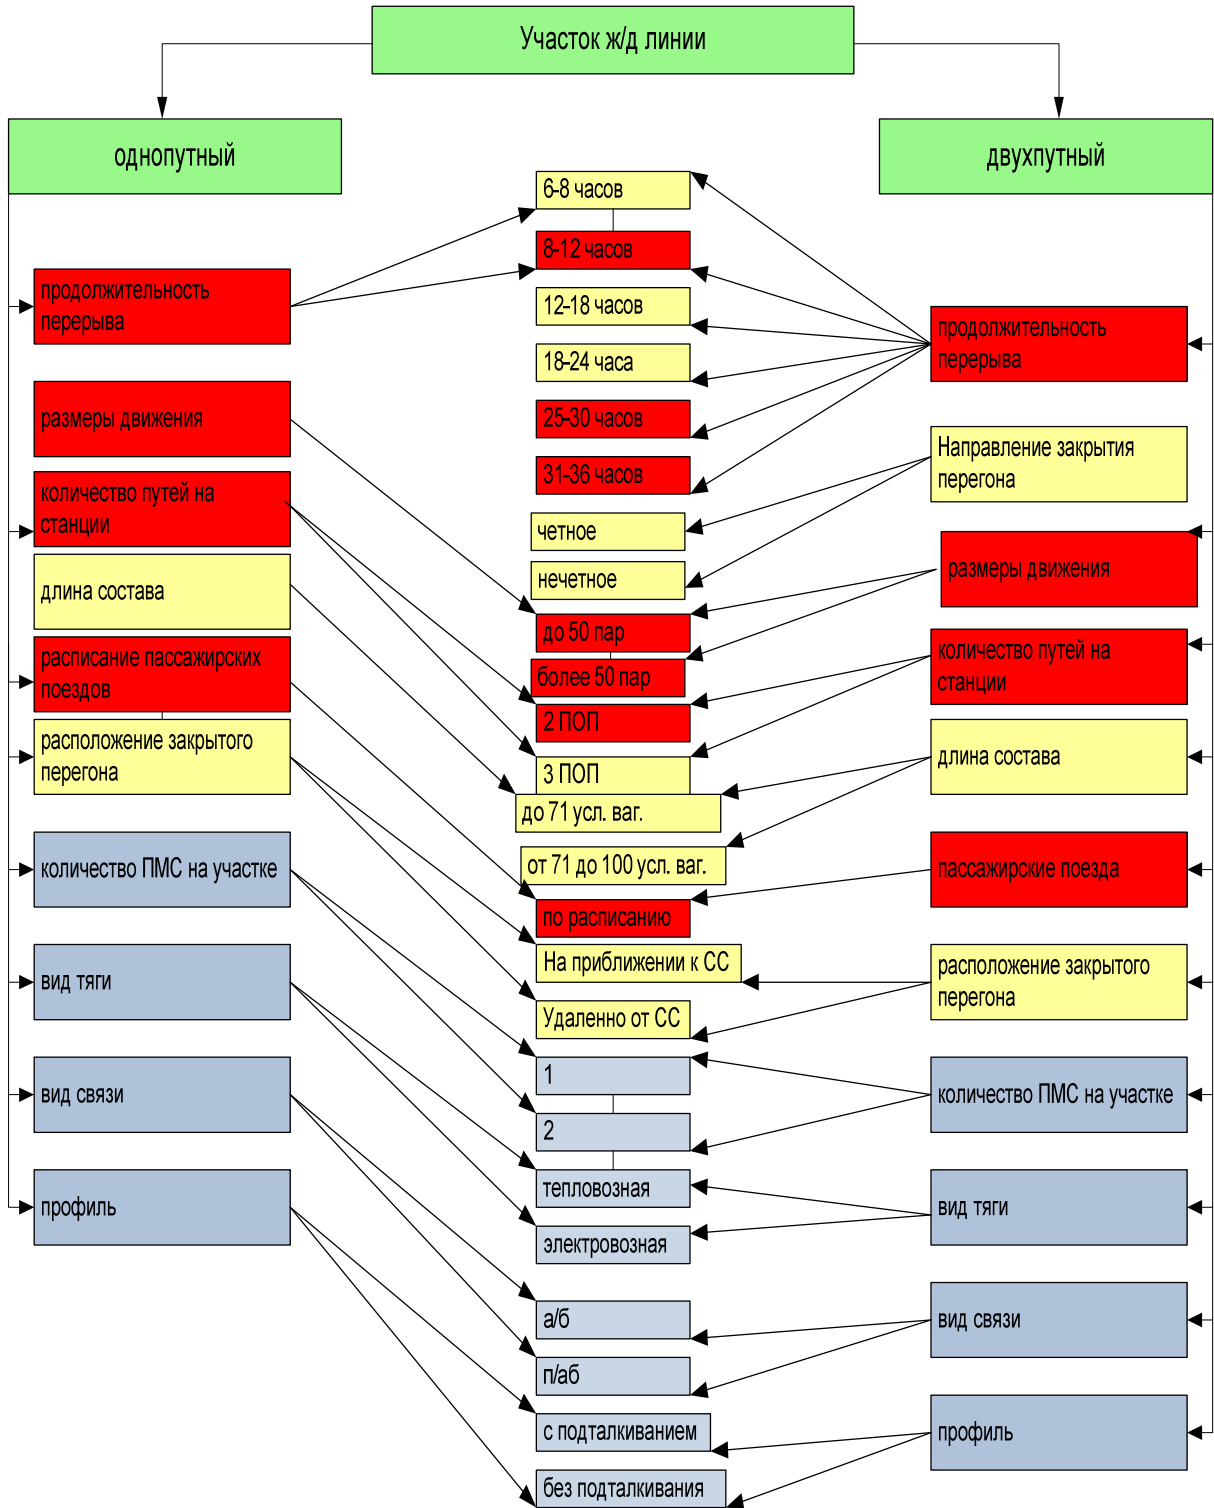 Участок ж/д линии
однопутный
двухпутный
продолжительность
перерыва
размеры движения
количество путей на
станции
длина состава
расписание пассажирских
поездов
расположение закрытого
перегона
количество ПМС на участке
вид тяги
вид связи
профиль
6-8 часов
8-12 часов
12-18 часов
18-24 часа
25-30 часов
31-36 часов
четное
нечетное
до 50 пар
более 50 пар
2 ПОП
3 ПОП
до 71 усл. ваг.
от 71 до 100 усл. ваг.
по расписанию
На приближении к СС
Удаленно от СС
1
2
тепловозная
электровозная
а/б
п/аб
с подталкиванием
без подталкивания
продолжительность
перерыва
Направление закрытия
перегона
размеры движения
количество путей на
станции
длина состава
пассажирские поезда
расположение закрытого
перегона
количество ПМС на участке
вид тяги
вид связи
профиль